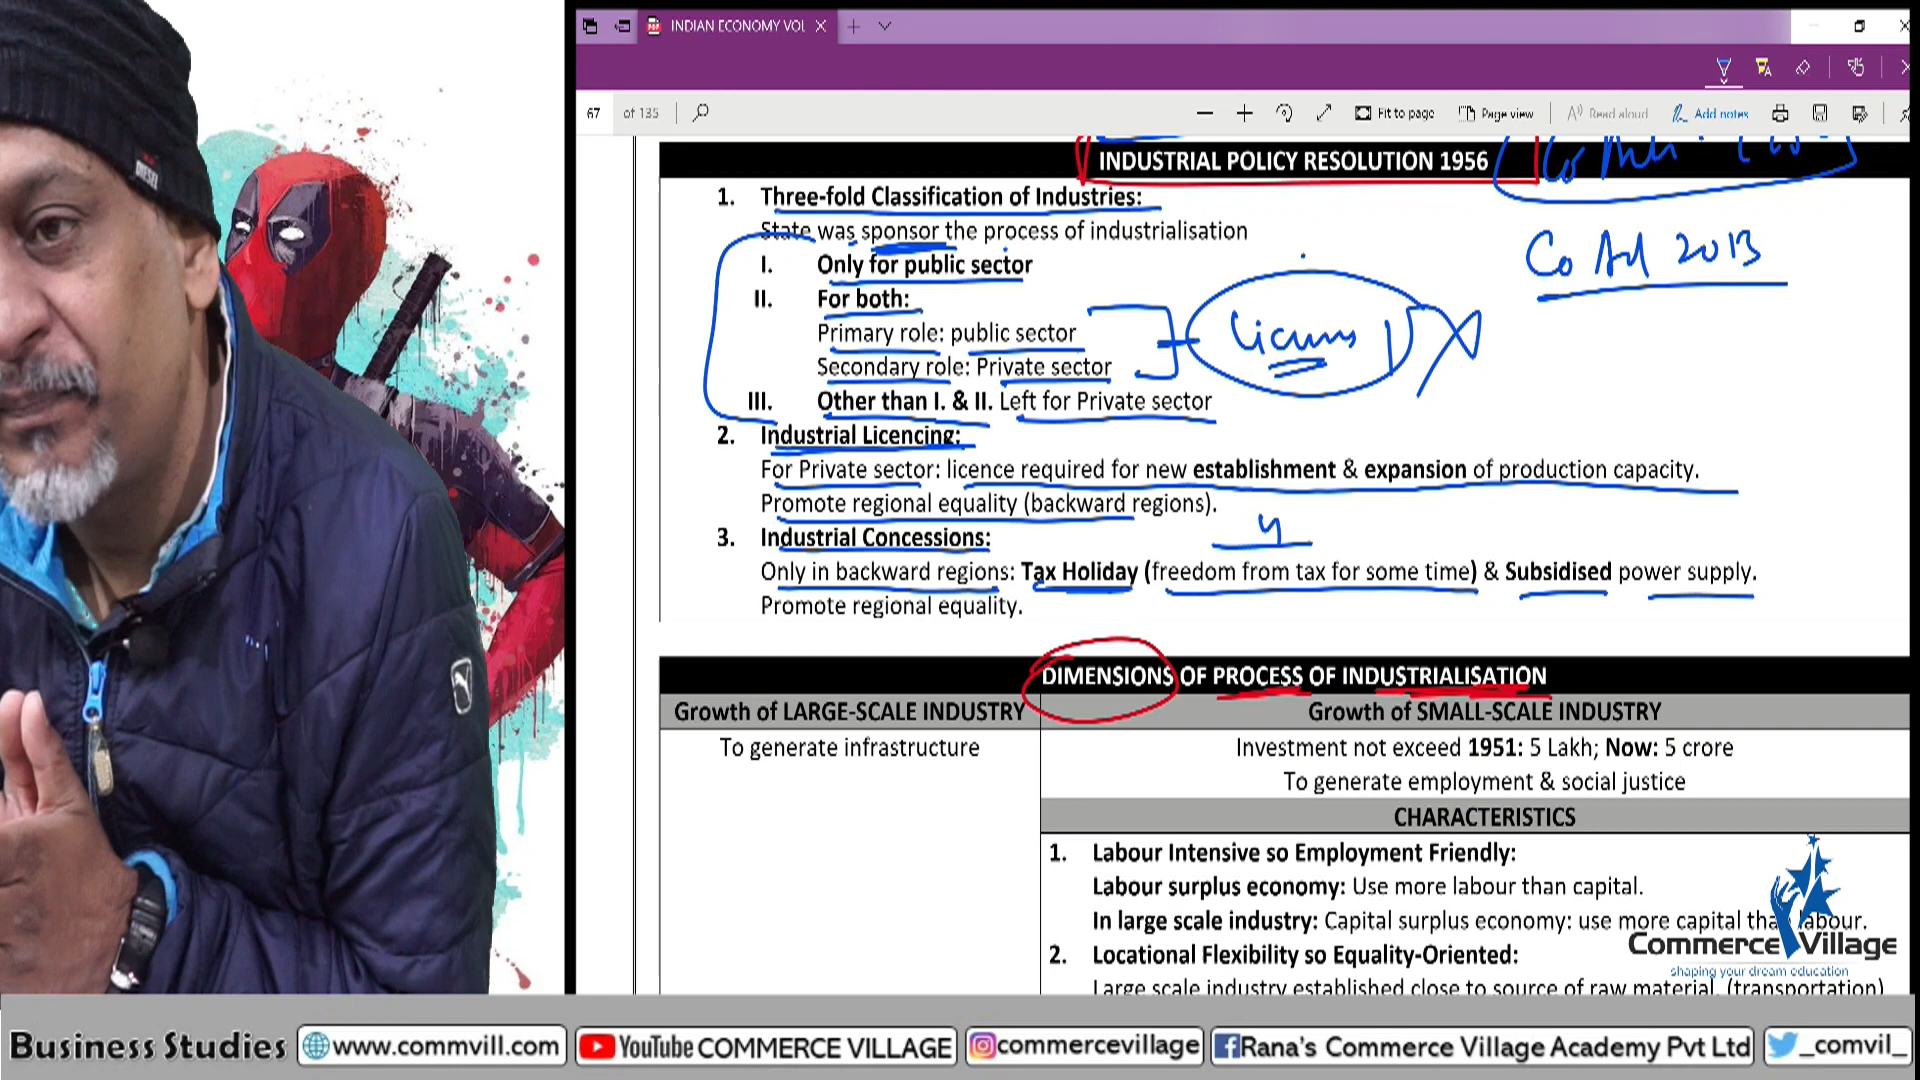 INDIAN ECONOMY VOL
67 of 135
Fit to page
Page view
Read aloud
Add notes
INDUSTRIAL POLICY RESOLUTION 1956
1. Three-fold Classification of Industries:
State was sponsor the process of industrialisation
Co Act 2013
I. Only for public sector
II. For both:
Primary role: public sector
Secondary role: Private sector
III. Other than I. & II. Left for Private sector
2. Industrial Licencing:
For Private sector: licence required for new establishment & expansion of production capacity.
Promote regional equality (backward regions).
3. Industrial Concessions:
Only in backward regions: Tax Holiday (freedom from tax for some time) & Subsidised power supply.
Promote regional equality.
DIMENSIONS OF PROCESS OF INDUSTRIALISATION
Growth of LARGE-SCALE INDUSTRY
To generate infrastructure
Growth of SMALL-SCALE INDUSTRY
Investment not exceed 1951: 5 Lakh; Now: 5 crore
To generate employment & social justice
CHARACTERISTICS
1. Labour Intensive so Employment Friendly:
Labour surplus economy: Use more labour than capital.
In large scale industry: Capital surplus economy: use more capital than labour.
2. Locational Flexibility so Equality-Oriented:
Large scale industry established close to source of raw material. (transportation)
Commerce Village
shaping your dream education
DIESEL
Business Studies
www.commvill.com
YouTube COMMERCE VILLAGE
commercevillage
Rana's Commerce Village Academy Pvt Ltd
_comvil_